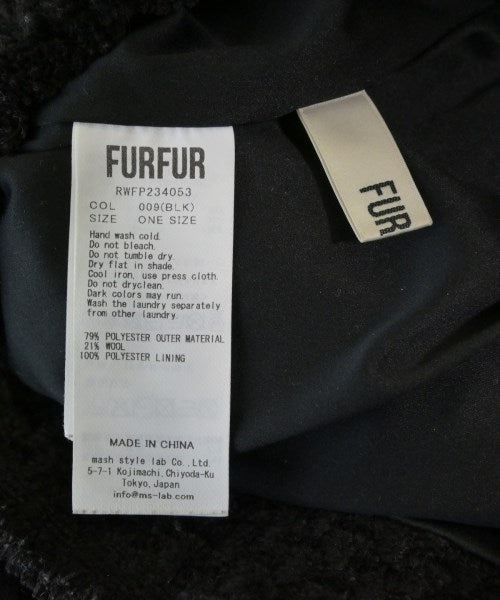 FURFUR
RWFP234053
COL 009(BLK)
SIZE ONE SIZE
Hand wash cold.
Do not bleach.
Do not tumble dry.
Dry flat in shade.
Cool iron, use press cloth.
Do not dryclean.
Dark colors may run.
Wash the laundry separately
from other laundry.
79% POLYESTER OUTER MATERIAL
21% WOOL
100% POLYESTER LINING
MADE IN CHINA
mash style lab Co.,Ltd.
5-7-1 Kojimachi,Chiyoda-Ku
Tokyo,Japan
info@ms-lab.com
FUR